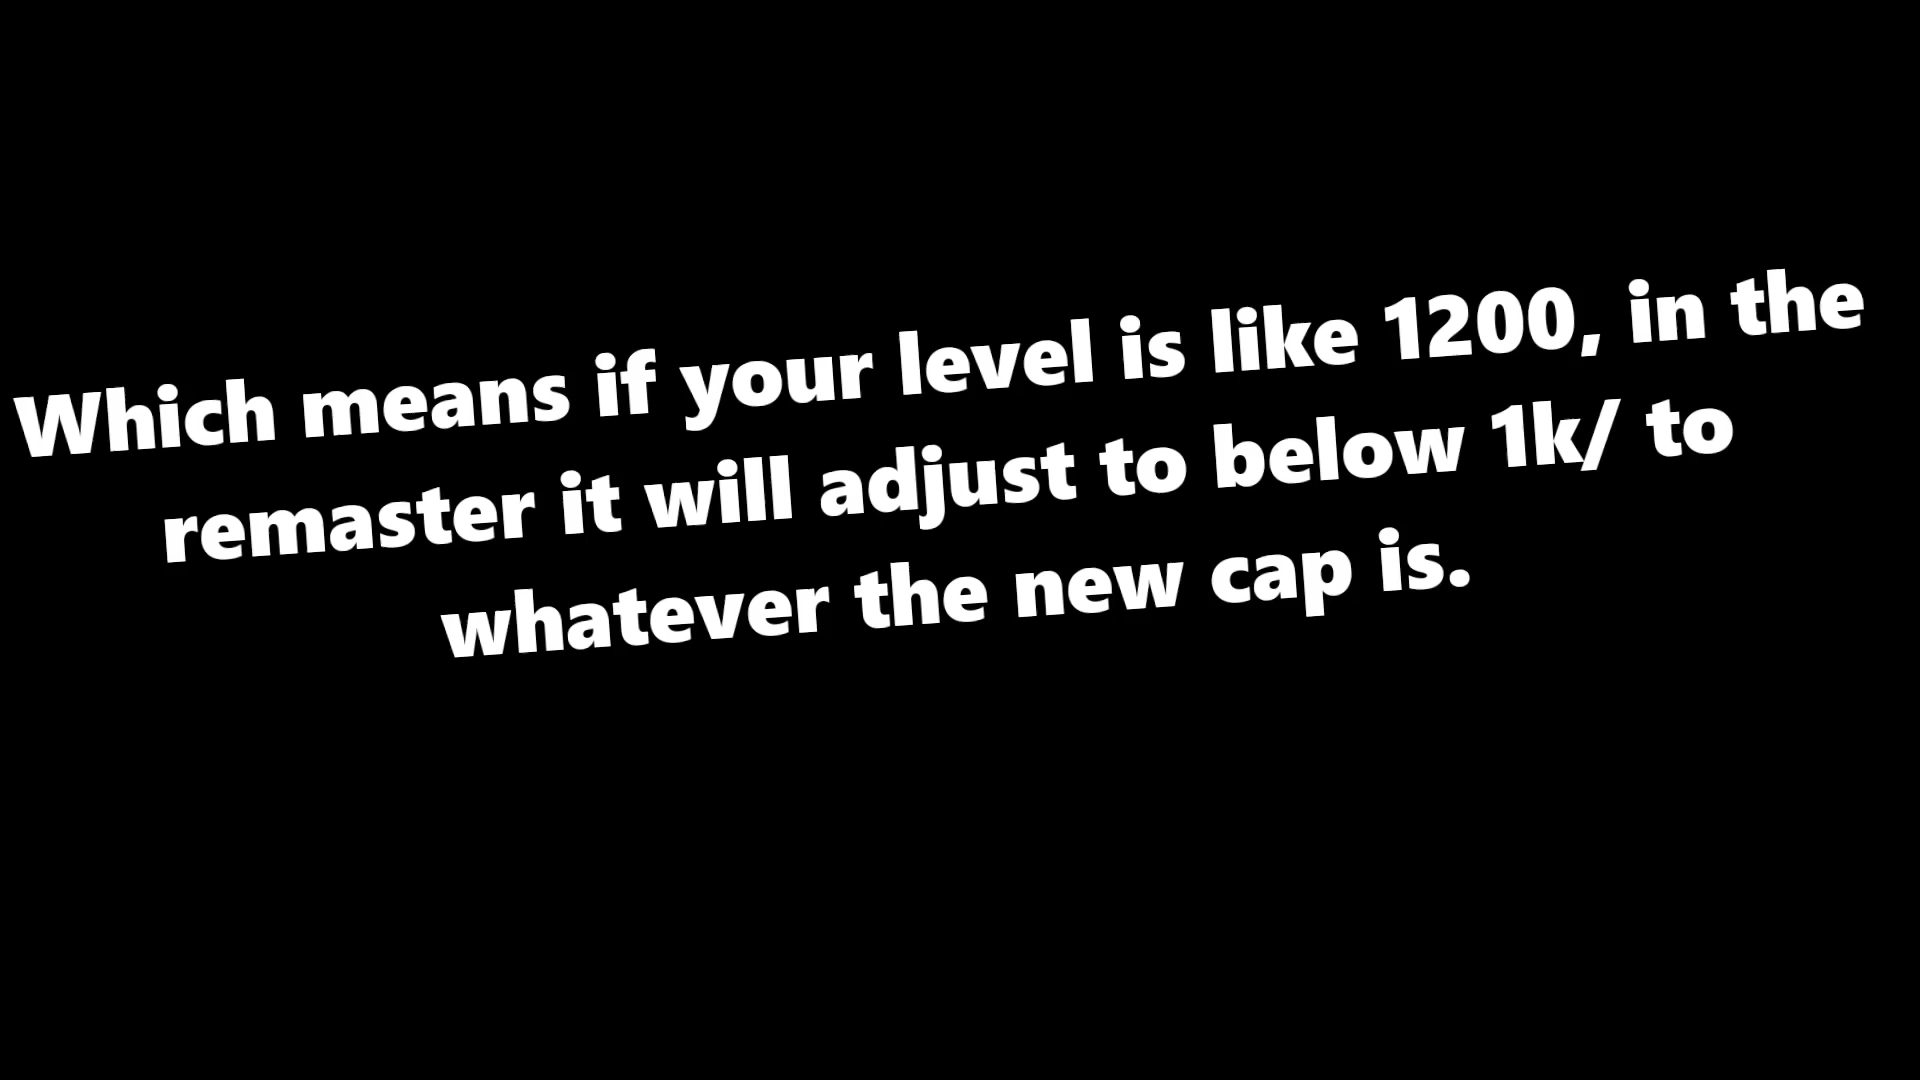 Which means if your level is like 1200, in the
remaster it will adjust to below 1k/ to
whatever the new cap is.